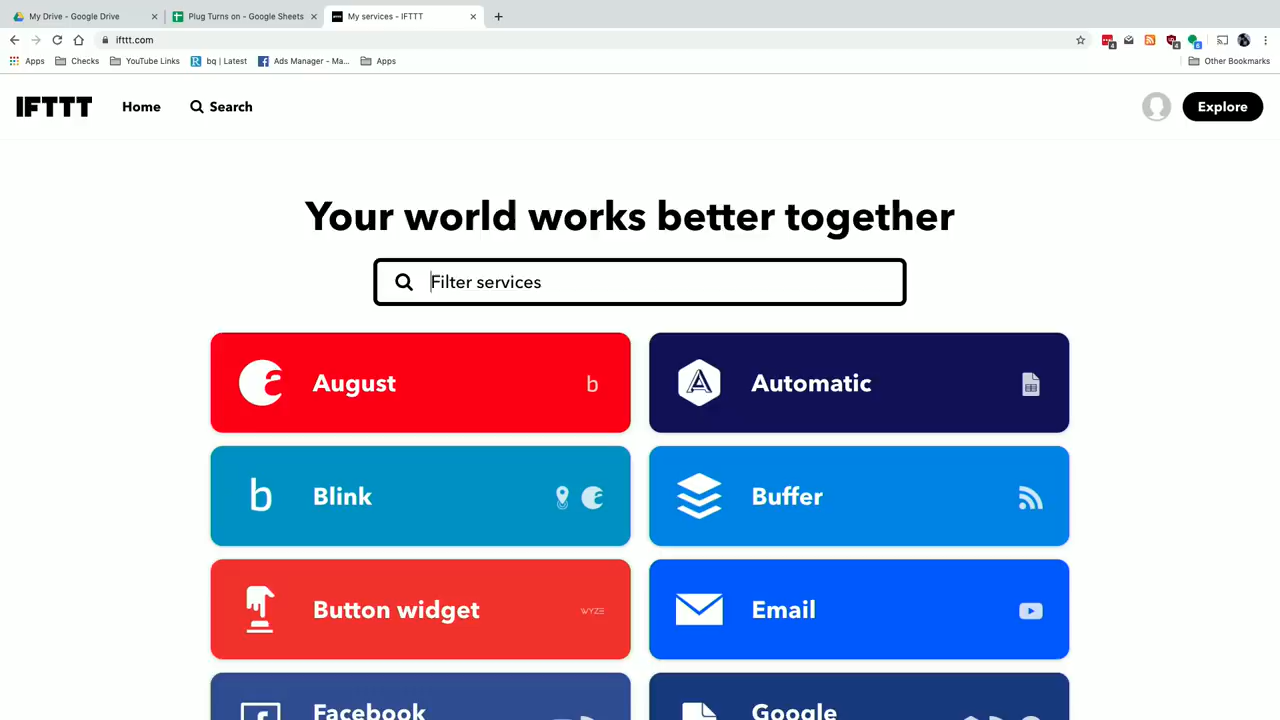 My Drive - Google Drive
Plug Turns on - Google Sheets
My services - IFTTT
ifttt.com
Apps
Checks
YouTube Links
bq | Latest
Ads Manager - Ma...
Apps
Other Bookmarks
IFTTT
Home
Search
Explore
Your world works better together
Filter services
August
b
Automatic
b
Blink
Buffer
Button widget
WYZE
Email
Facebook
Google